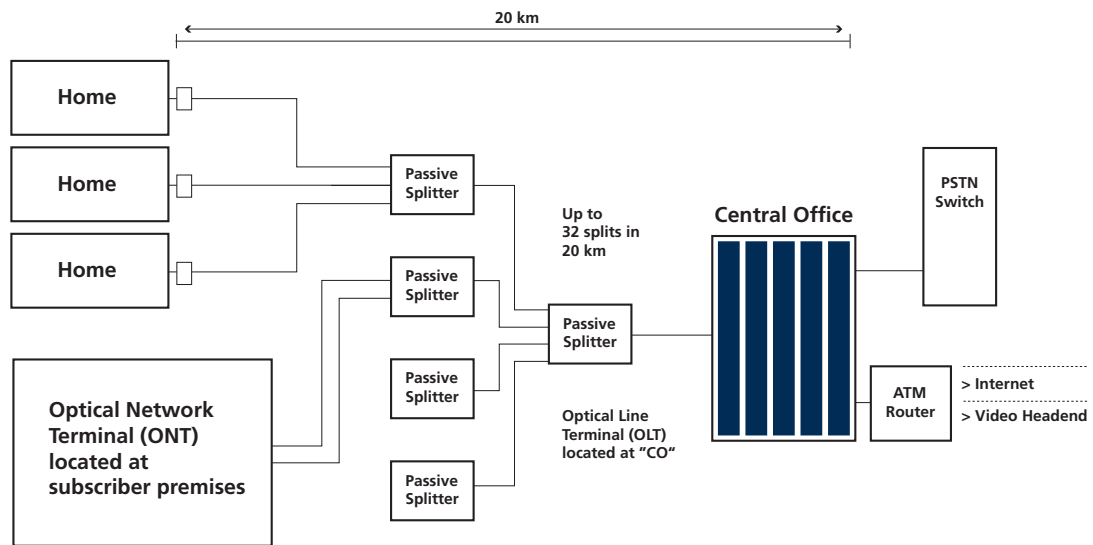 20 km
Home
Home
Home
Optical Network
Terminal (ONT)
located at
subscriber premises
Passive
Splitter
Passive
Splitter
Passive
Splitter
Passive
Splitter
Up to
32 splits in
20 km
Passive
Splitter
Optical Line
Terminal (OLT)
located at "CO“
Central Office
PSTN
Switch
ATM
Router
> Internet
> Video Headend